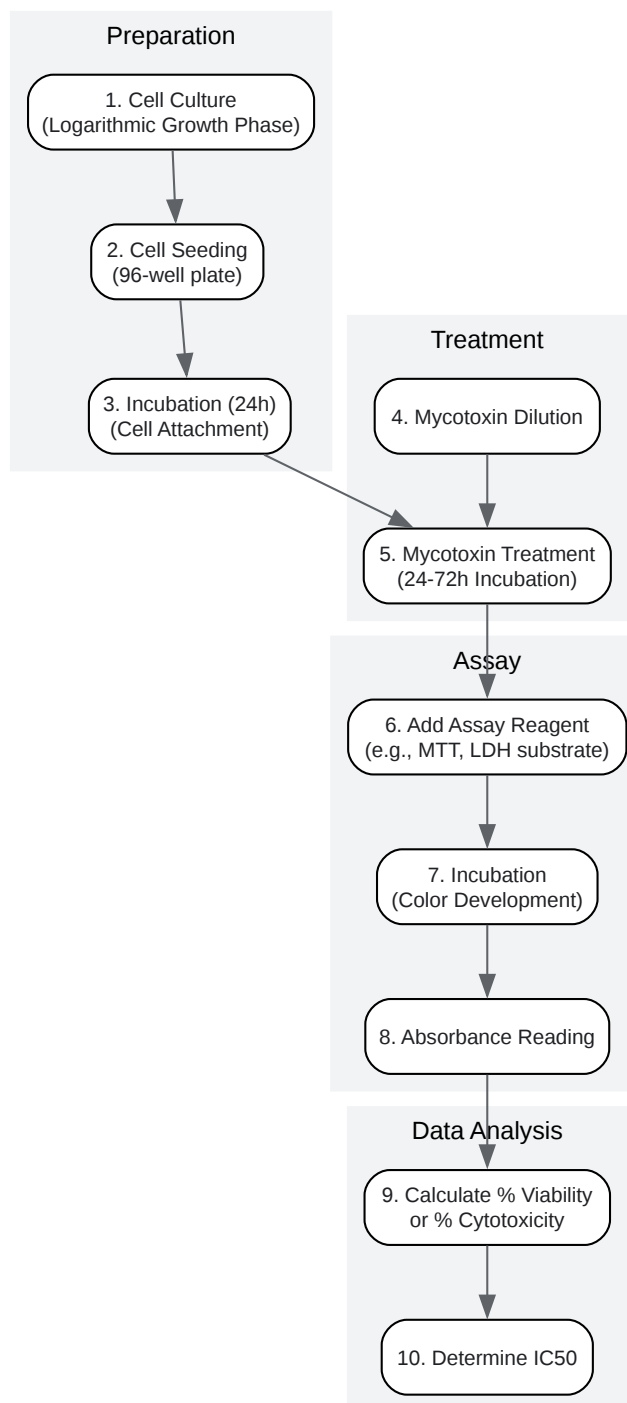 Preparation
1. Cell Culture
(Logarithmic Growth Phase)
2. Cell Seeding
(96-well plate)
3. Incubation (24h)
(Cell Attachment)
Treatment
4. Mycotoxin Dilution
5. Mycotoxin Treatment
(24-72h Incubation)
Assay
6. Add Assay Reagent
(e.g., MTT, LDH substrate)
7. Incubation
(Color Development)
8. Absorbance Reading
Data Analysis
9. Calculate % Viability
or % Cytotoxicity
10. Determine IC50